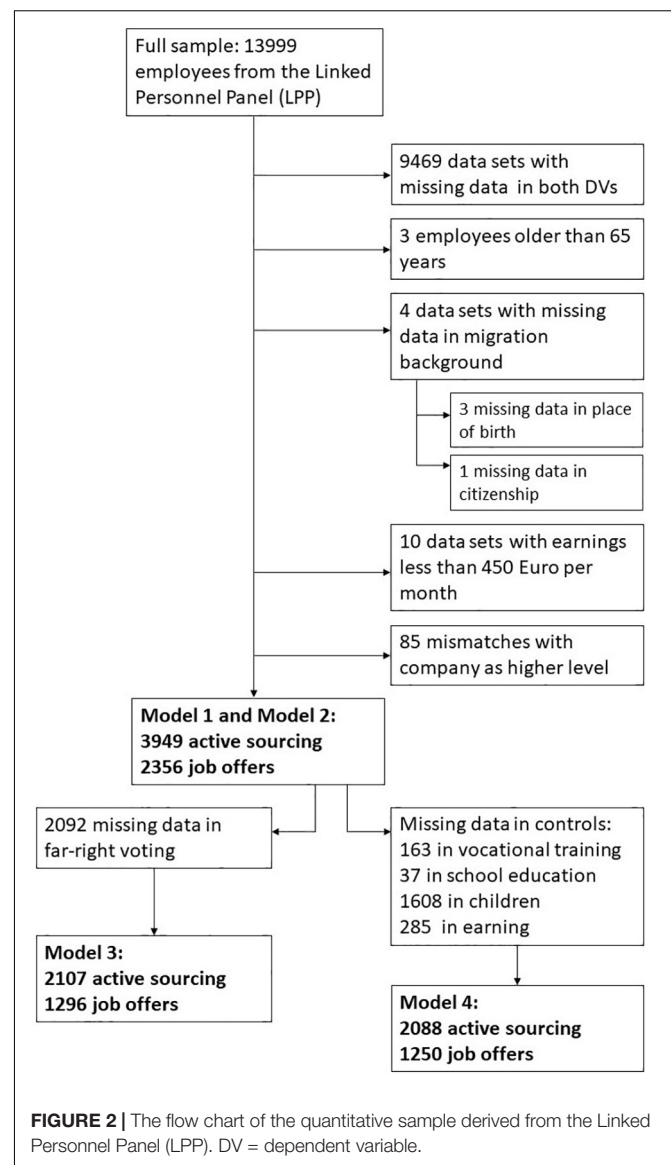 Full sample: 13999
employees from the Linked
Personnel Panel (LPP)
9469 data sets with
missing data in both DVs
3 employees older than 65
years
4 data sets with missing
data in migration
background
3 missing data in place
of birth
1 missing data in
citizenship
10 data sets with earnings
less than 450 Euro per
month
85 mismatches with
company as higher level
Model 1 and Model 2:
3949 active sourcing
2356 job offers
2092 missing data in
far-right voting
Missing data in controls:
163 in vocational training
37 in school education
1608 in children
285 in earning
Model 3:
2107 active sourcing
1296 job offers
Model 4:
2088 active sourcing
1250 job offers
FIGURE 2 | The flow chart of the quantitative sample derived from the Linked
Personnel Panel (LPP). DV = dependent variable.